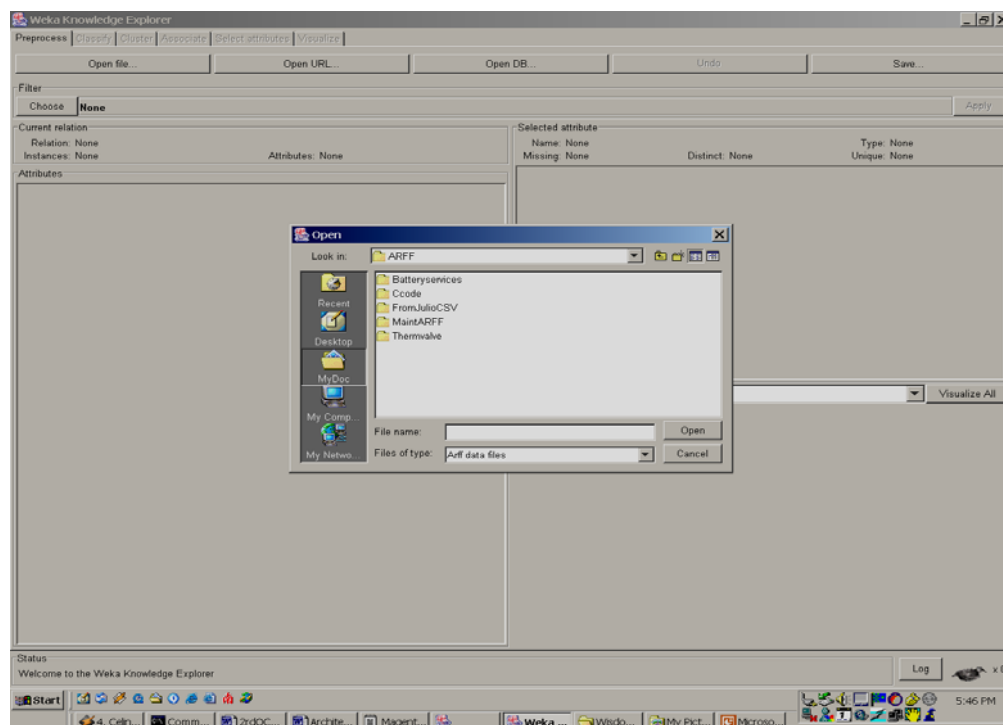 Weka Knowledge Explorer
Preprocess Classify Cluster Associate Select attributes Visualize
Open file... Open URL... Open DB... Undo Save...
Filter
Choose None Apply
Current relation Selected attribute
Relation: None Name: None Type: None
Instances: None Attributes: None Missing: None Distinct: None Unique: None
Attributes
Open
Look in: ARFF
Batteryservices
Ccode
FromJulioCSV
MaintARFF
Thermvalve
Recent
Desktop
MyDoc
My Comp...
My Netwo...
File name: Open
Files of type: Arff data files Cancel
Visualize All
Status
Welcome to the Weka Knowledge Explorer
Log x 0
Start 5:46 PM
4. Celn... Comm... 12rdOC... Archite... Magent... Weka ... Wisdo... My Pict... Microso...